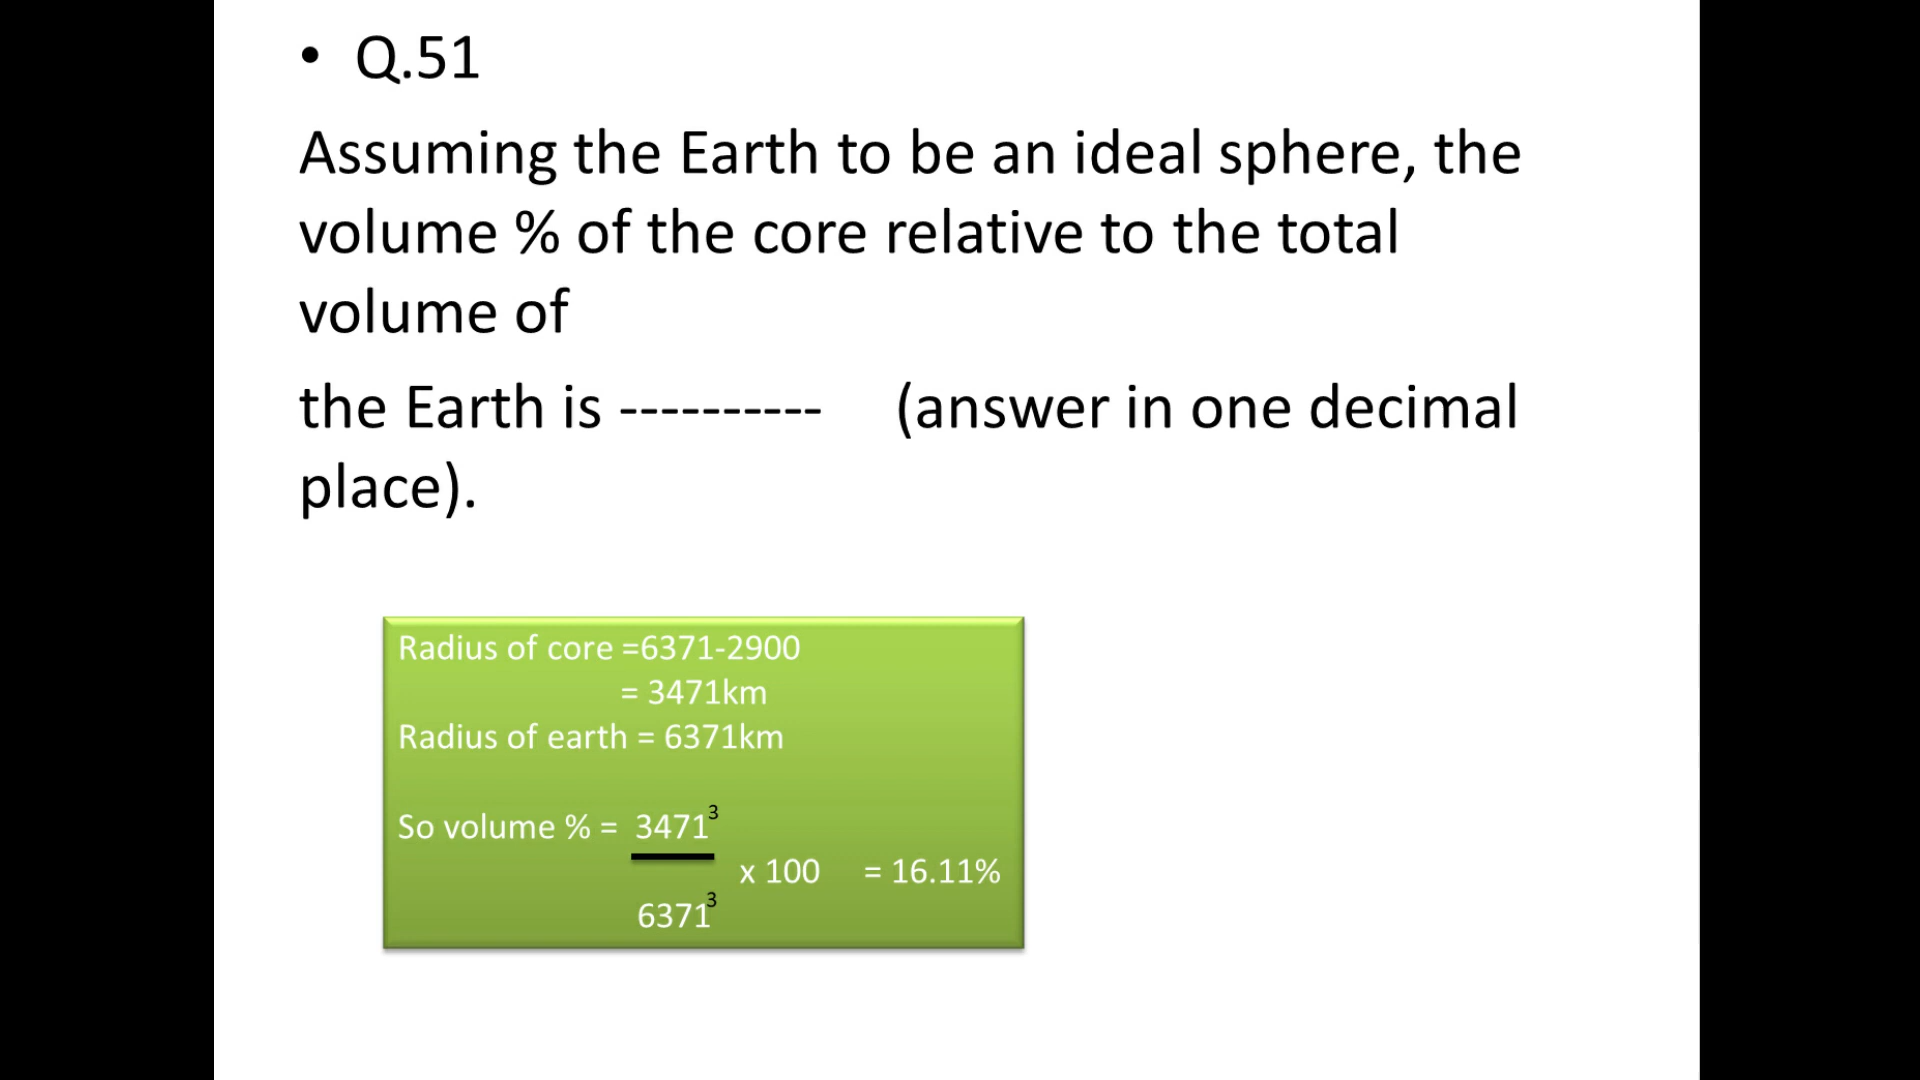 • Q.51
Assuming the Earth to be an ideal sphere, the
volume % of the core relative to the total
volume of
the Earth is ---------- (answer in one decimal
place).
Radius of core =6371-2900
= 3471km
Radius of earth = 6371km
So volume % = 3471³
x 100 = 16.11%
6371³